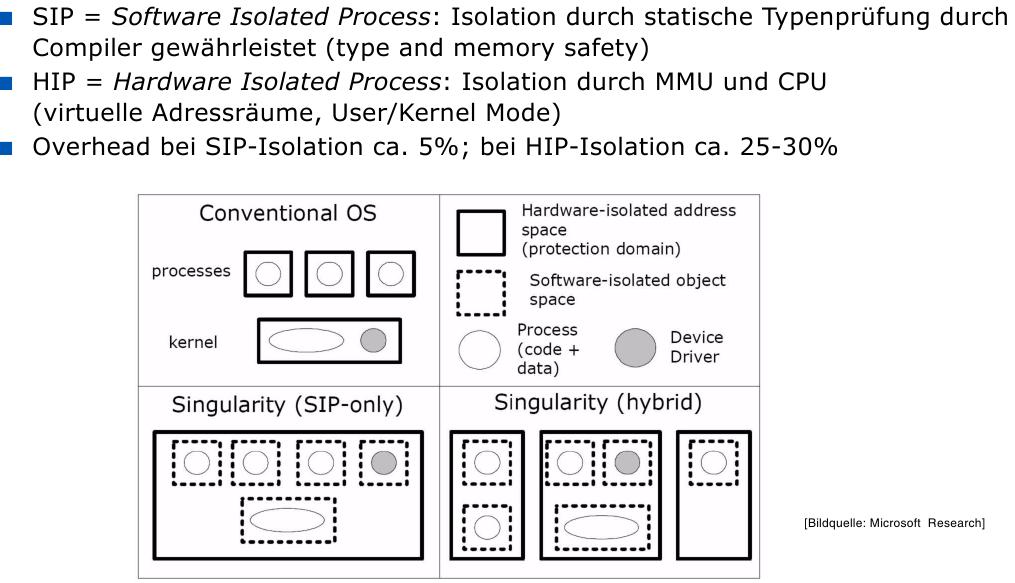 SIP = Software Isolated Process: Isolation durch statische Typenprüfung durch
Compiler gewährleistet (type and memory safety)
HIP = Hardware Isolated Process: Isolation durch MMU und CPU
(virtuelle Adressräume, User/Kernel Mode)
Overhead bei SIP-Isolation ca. 5%; bei HIP-Isolation ca. 25-30%
Conventional OS
processes
kernel
Hardware-isolated address
space
(protection domain)
Software-isolated object
space
Process
(code +
data)
Device
Driver
Singularity (SIP-only)
Singularity (hybrid)
[Bildquelle: Microsoft Research]